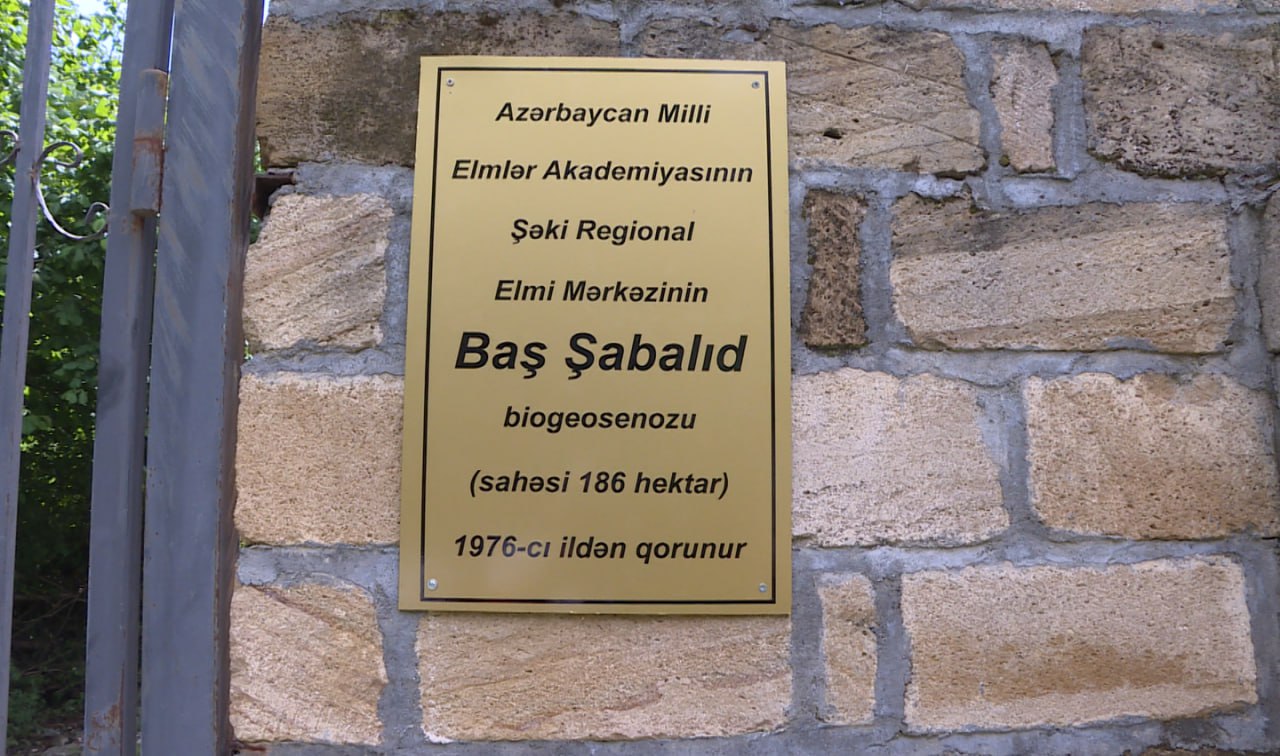 Azərbaycan Milli
Elmlər Akademiyasının
Şəki Regional
Elmi Mərkəzinin
Baş Şabalıd
biogeosenozu
(sahəsi 186 hektar)
1976-cı ildən qorunur